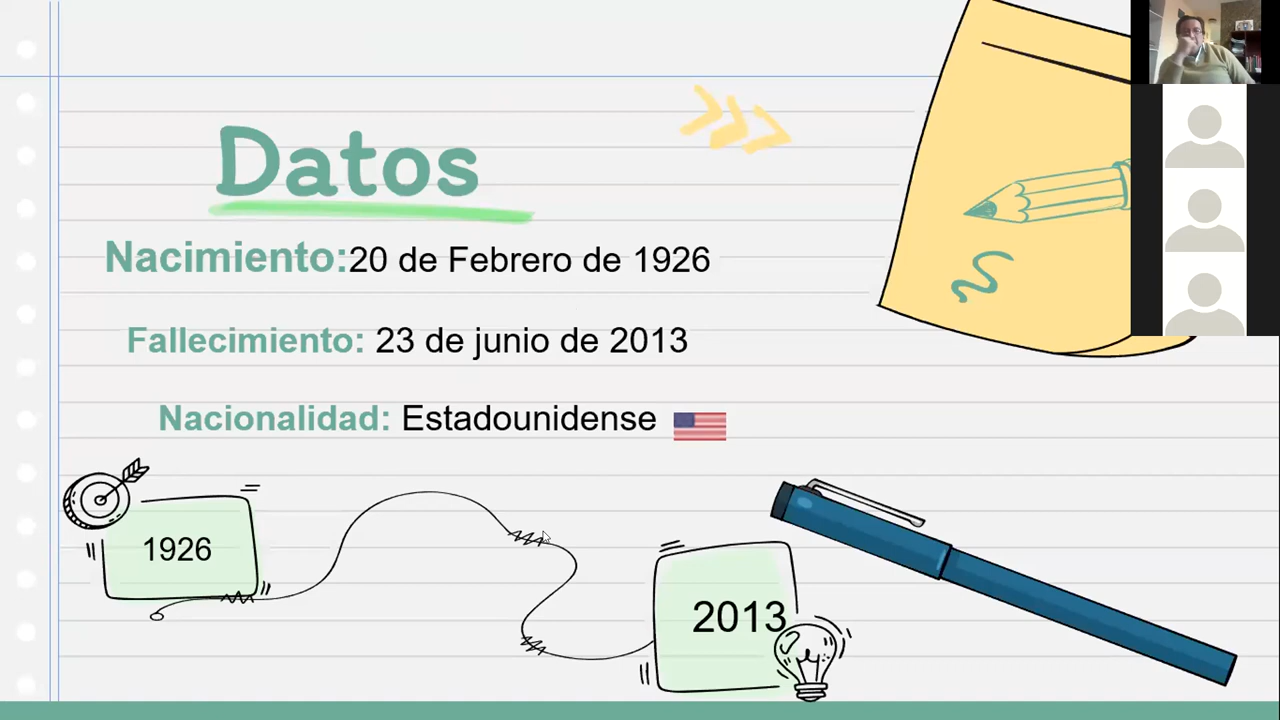 Datos
Nacimiento:20 de Febrero de 1926
Fallecimiento: 23 de junio de 2013
Nacionalidad: Estadounidense
1926
2013